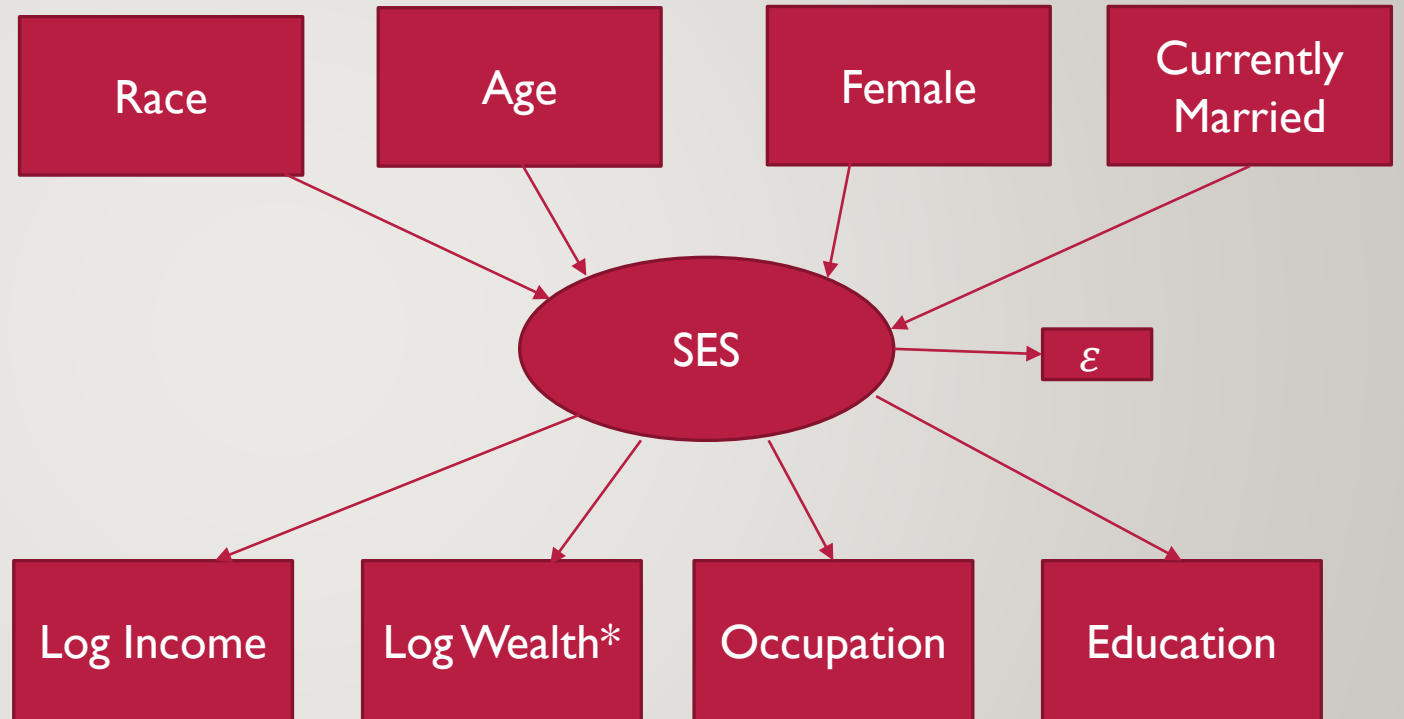 Race
Age
Female
Currently
Married
SES
ε
Log Income
Log Wealth*
Occupation
Education